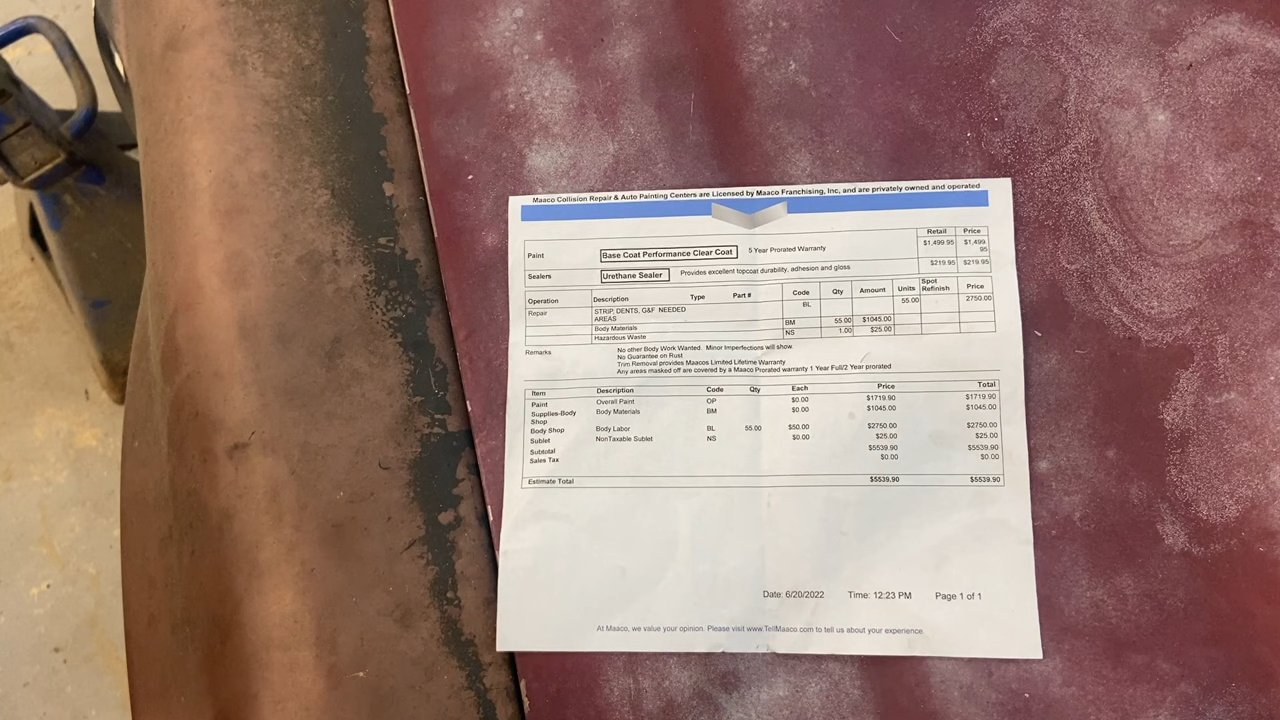 Maaco Collision Repair & Auto Painting Centers are Licensed by Maaco Franchising, Inc, and are privately owned and operated
Retail Price
Paint Base Coat Performance Clear Coat 5 Year Prorated Warranty $1,499.95 $1,499.95
Sealers Urethane Sealer Provides excellent topcoat durability, adhesion and gloss $219.95 $219.95
Operation Description Type Part # Code Qty Amount Units Spot Refinish Price
Repair STRIP, DENTS, G&F NEEDED BL 55.00 2750.00
AREAS
Body Materials BM 55.00 $1045.00
Hazardous Waste NS 1.00 $25.00
Remarks No other Body Work Wanted. Minor Imperfections will show.
No Guarantee on Rust
Trim Removal provides Maacos Limited Lifetime Warranty
Any areas masked off are covered by a Maaco Prorated warranty 1 Year Full/2 Year prorated
Item Description Code Qty Each Price Total
Paint Overall Paint OP $0.00 $1719.90 $1719.90
Supplies-Body Body Materials BM $0.00 $1045.00 $1045.00
Shop
Body Shop Body Labor BL 55.00 $50.00 $2750.00 $2750.00
Sublet NonTaxable Sublet NS $0.00 $25.00 $25.00
Subtotal $5539.90 $5539.90
Sales Tax $0.00 $0.00
Estimate Total $5539.90 $5539.90
Date: 6/20/2022 Time: 12:23 PM Page 1 of 1
At Maaco, we value your opinion. Please visit www.TellMaaco.com to tell us about your experience.